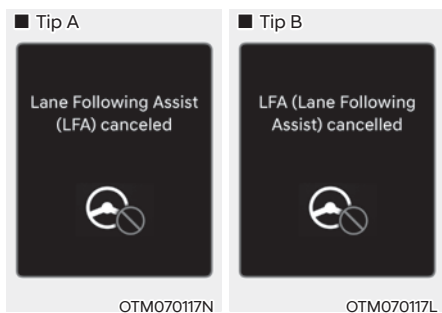 ■ Tip A
Lane Following Assist
(LFA) canceled
OTM070117N
■ Tip B
LFA (Lane Following
Assist) cancelled
OTM070117L